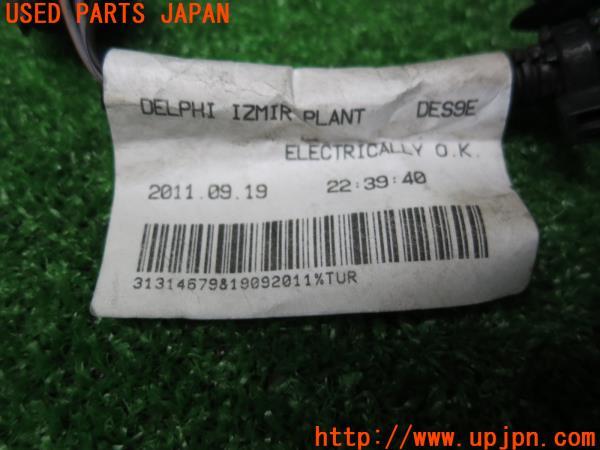 USED PARTS JAPAN
DELPHI IZMIR PLANT DES9E
ELECTRICALLY O.K.
2011.09.19 22:39:40
31314679819092011%TUR
UPJ
www.upjpn.com